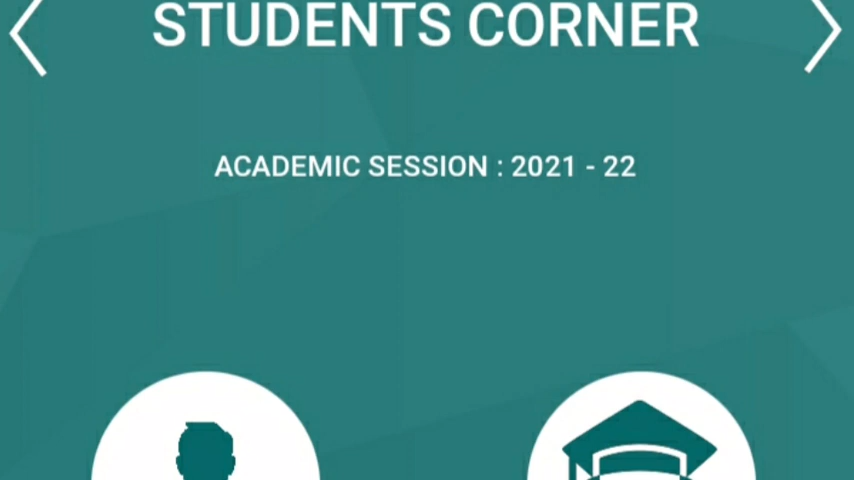 STUDENTS CORNER
ACADEMIC SESSION : 2021 - 22